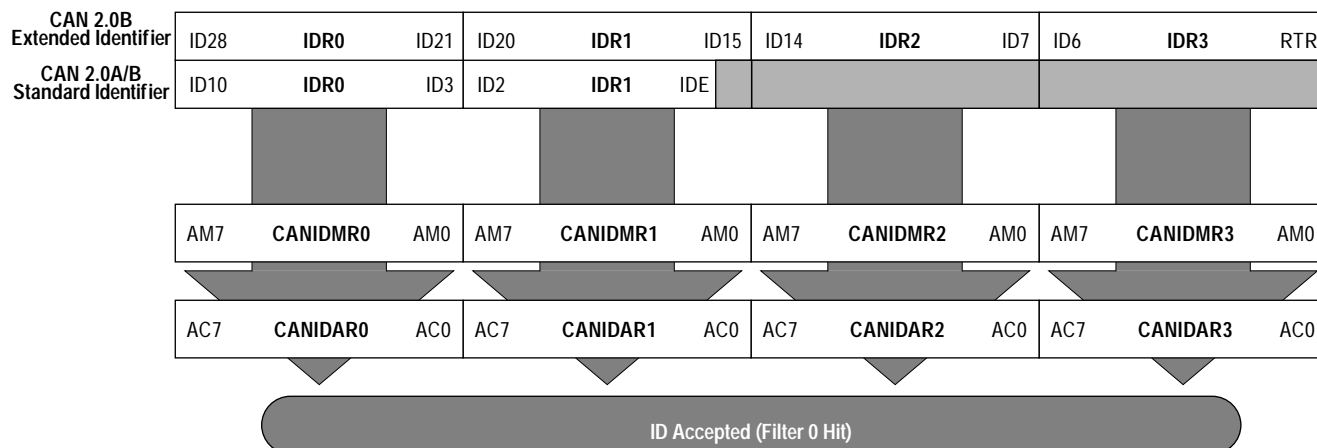 CAN 2.0B
Extended Identifier
ID28 IDR0 ID21 ID20 IDR1 ID15 ID14 IDR2 ID7 ID6 IDR3 RTR
CAN 2.0A/B
Standard Identifier
ID10 IDR0 ID3 ID2 IDR1 IDE
AM7 CANIDMR0 AM0 AM7 CANIDMR1 AM0 AM7 CANIDMR2 AM0 AM7 CANIDMR3 AM0
AC7 CANIDAR0 AC0 AC7 CANIDAR1 AC0 AC7 CANIDAR2 AC0 AC7 CANIDAR3 AC0
ID Accepted (Filter 0 Hit)